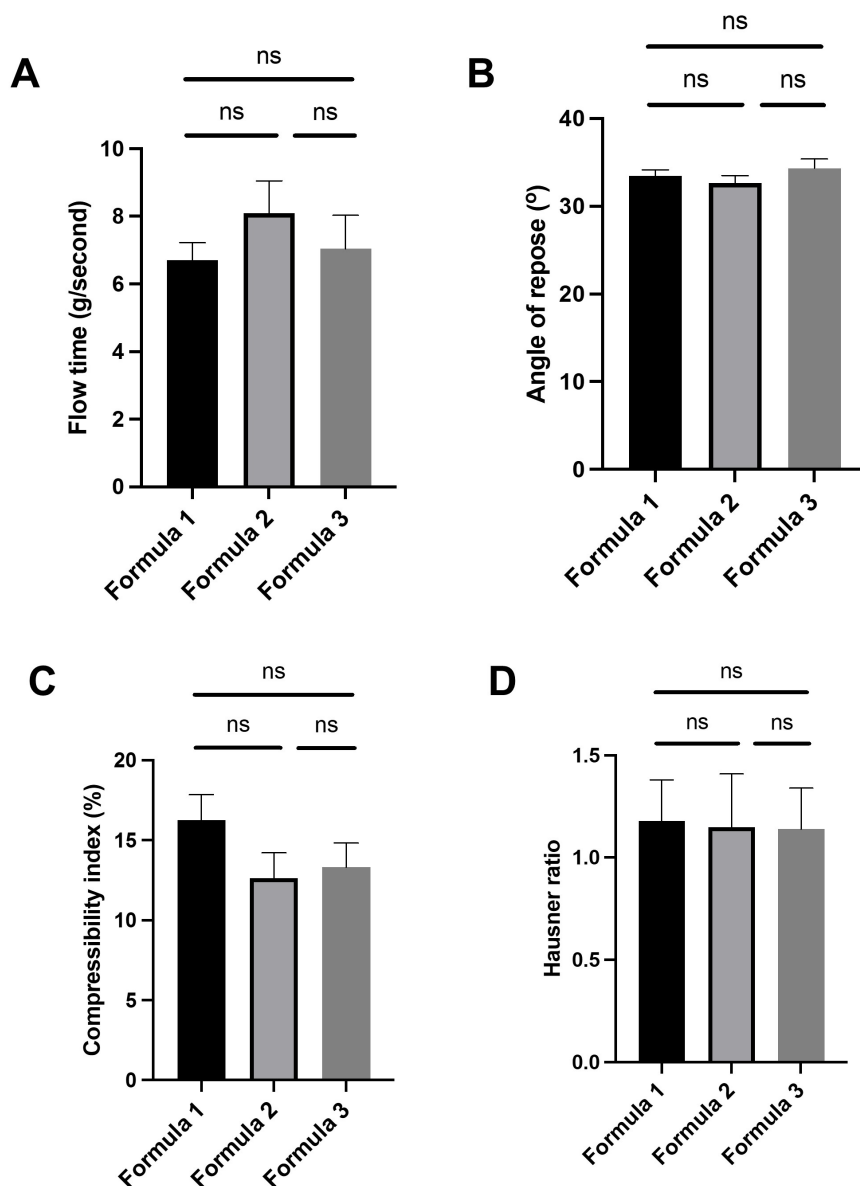 A
ns
ns
ns
Flow time (g/second)
10
8
6
4
2
0
Formula 1
Formula 2
Formula 3
B
ns
ns
ns
Angle of repose (º)
40
30
20
10
0
Formula 1
Formula 2
Formula 3
C
ns
ns
ns
Compressibility index (%)
20
15
10
5
0
Formula 1
Formula 2
Formula 3
D
ns
ns
ns
Hausner ratio
1.5
1.0
0.5
0.0
Formula 1
Formula 2
Formula 3